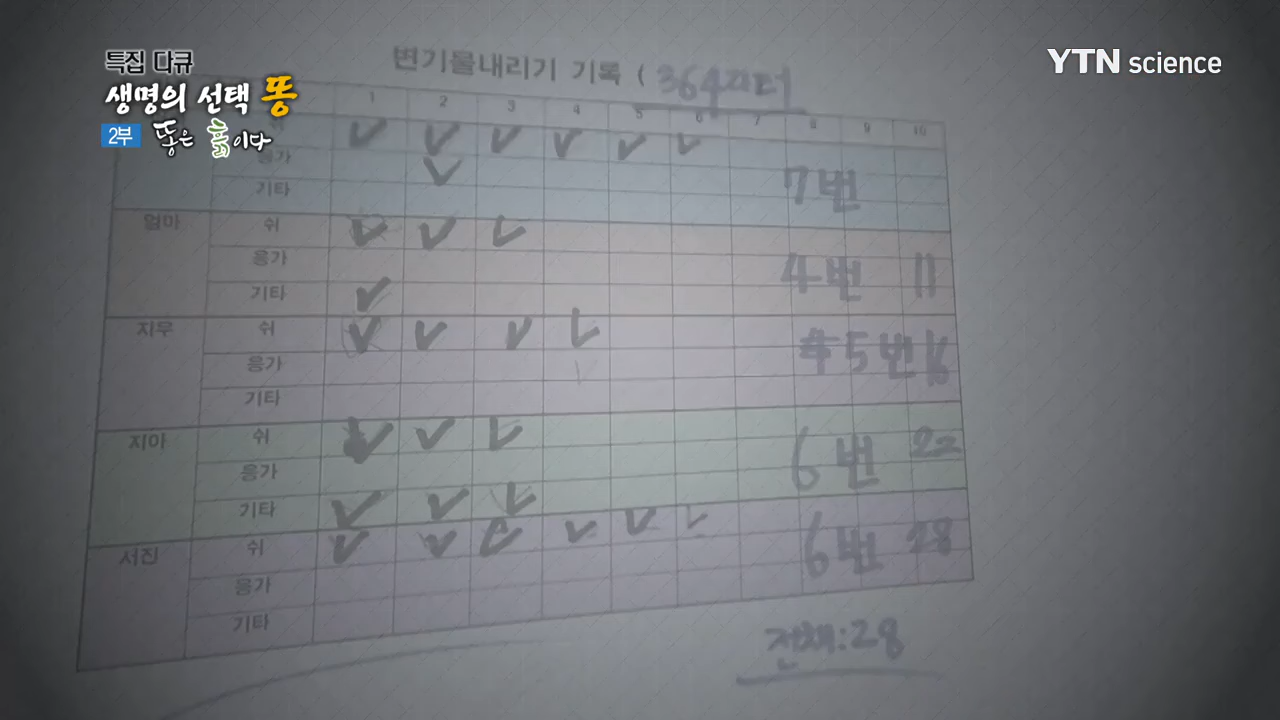 특집 다큐
생명의 선택 똥
2부 똥은 흙이다
YTN science
변기물내리기 기록 ( 364리터
1 2 3 4 5 6 7 8 9 10
쉬
응가
기타
7번
엄마
쉬
응가
기타
4번 11
지우
쉬
응가
기타
5번 16
지아
쉬
응가
기타
6번 22
서진
쉬
응가
기타
6번 28
전체:28